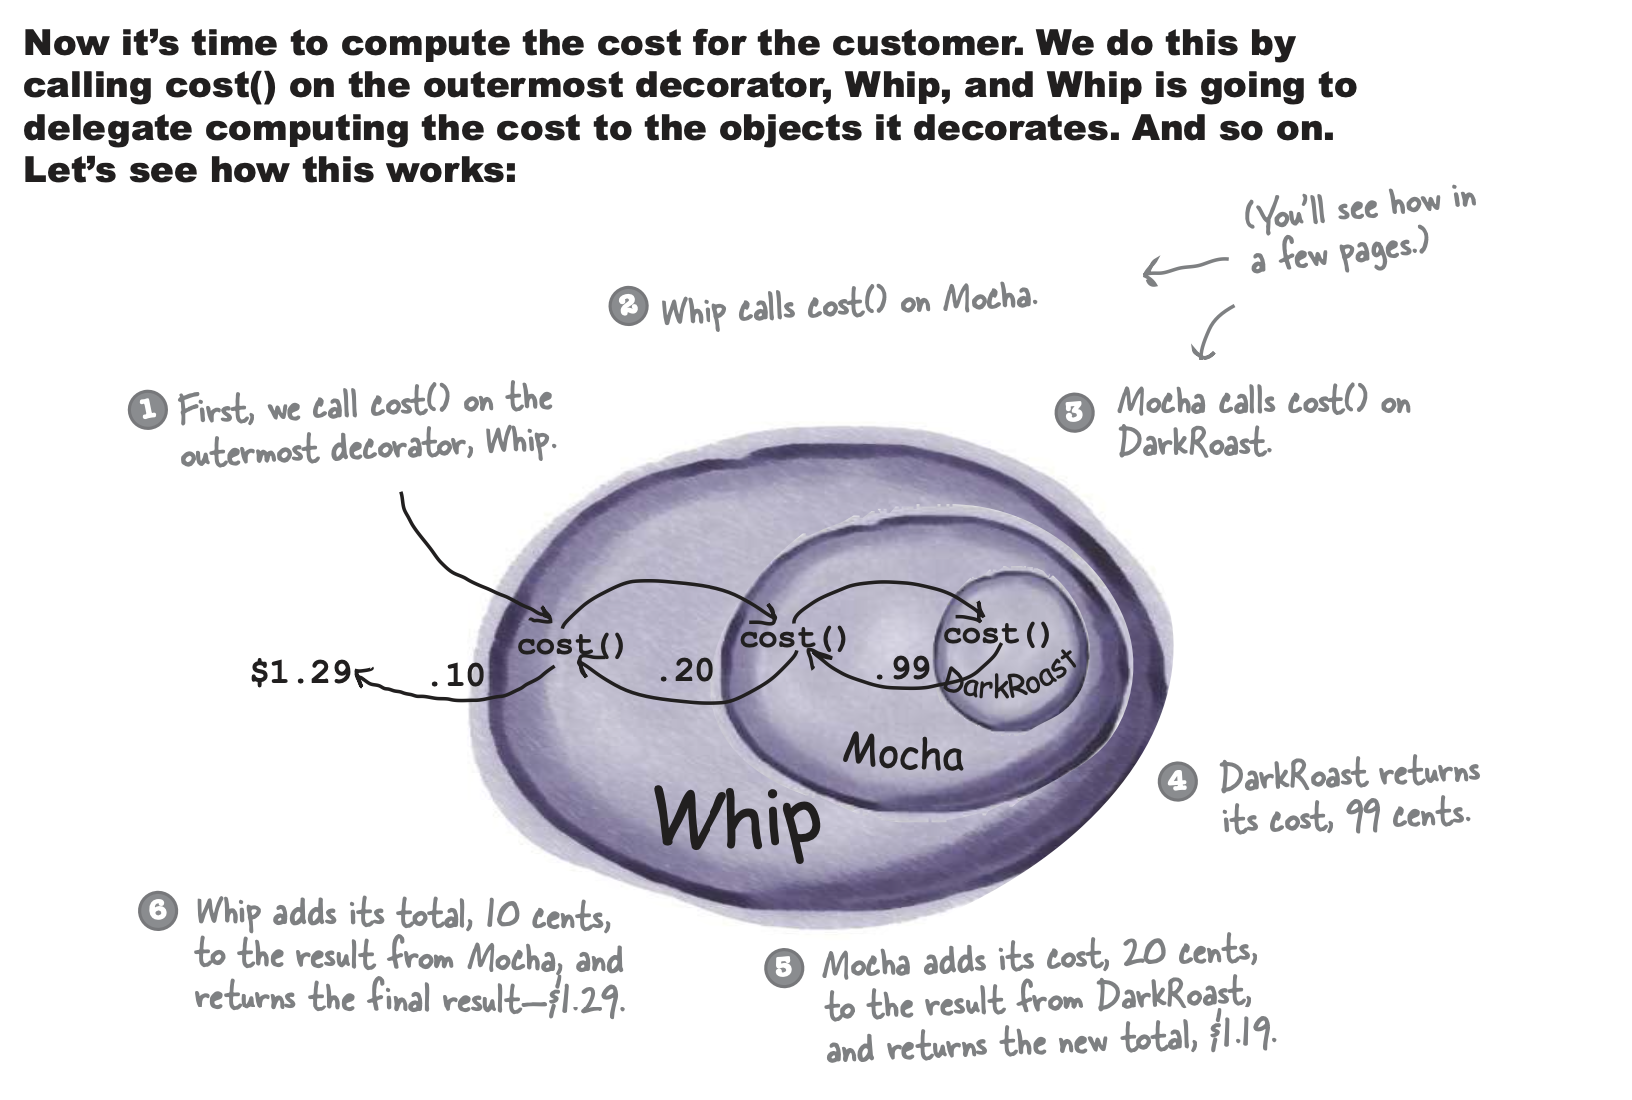 Now it’s time to compute the cost for the customer. We do this by
calling cost() on the outermost decorator, Whip, and Whip is going to
delegate computing the cost to the objects it decorates. And so on.
Let’s see how this works:
(You'll see how in
a few pages.)
2 Whip calls cost() on Mocha.
1 First, we call cost() on the
outermost decorator, Whip.
3 Mocha calls cost() on
DarkRoast.
cost() cost() cost()
$1.29 .10 .20 .99 DarkRoast
Mocha
Whip
4 DarkRoast returns
its cost, 99 cents.
6 Whip adds its total, 10 cents,
to the result from Mocha, and
returns the final result—$1.29.
5 Mocha adds its cost, 20 cents,
to the result from DarkRoast,
and returns the new total, $1.19.